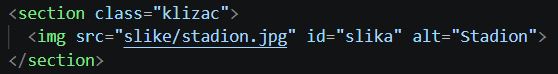 <section class="klizac">
<img src="slike/stadion.jpg" id="slika" alt="Stadion">
</section>